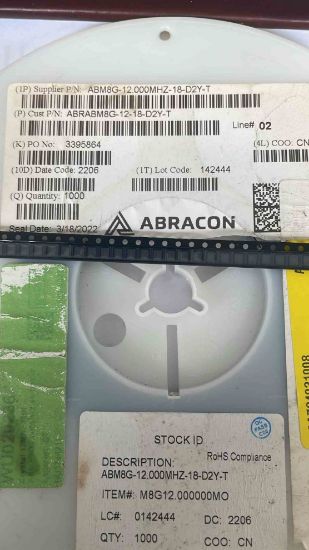 (1P) Supplier P/N: ABM8G-12.000MHZ-18-D2Y-T
(P) Cust P/N: ABRABM8G-12-18-D2Y-T
Line# 02
(K) PO No: 3395864
(4L) COO: CN
(10D) Date Code: 2206
(1T) Lot Code: 142444
(Q) Quantity: 1000
Seal Date: 3/18/2022
ABRACON
STOCK ID
RoHS Compliance
DESCRIPTION:
ABM8G-12.000MHZ-18-D2Y-T
ITEM#: M8G12.000000MO
LC#: 0142444
DC: 2206
QTY: 1000
COO: CN